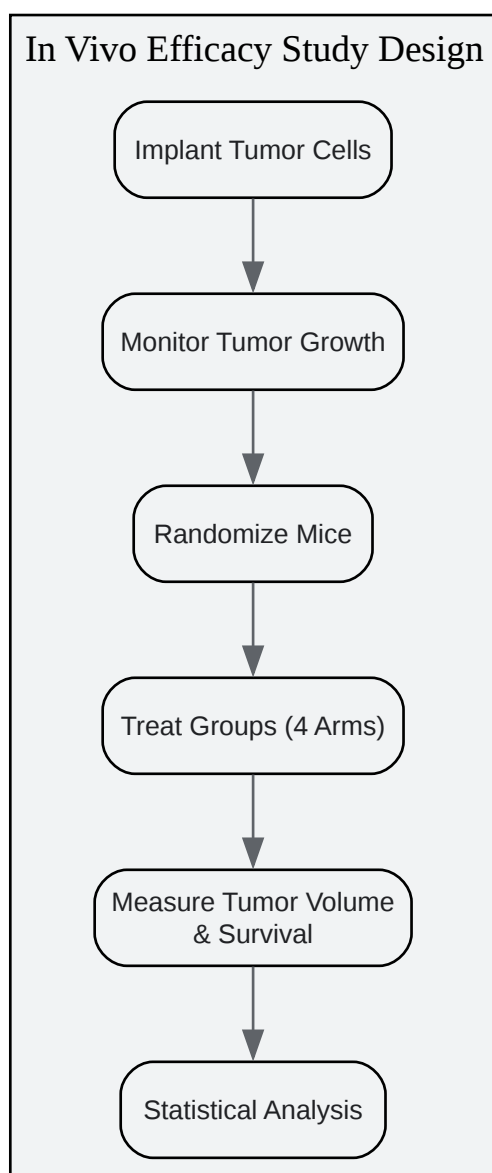 In Vivo Efficacy Study Design
Implant Tumor Cells
Monitor Tumor Growth
Randomize Mice
Treat Groups (4 Arms)
Measure Tumor Volume
& Survival
Statistical Analysis